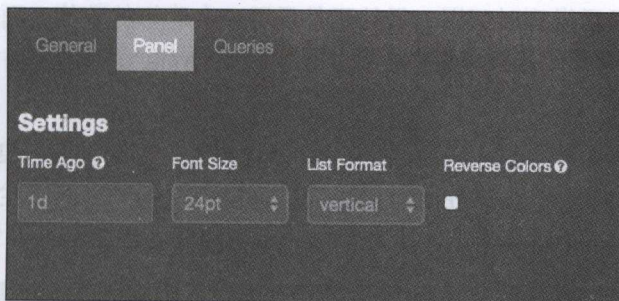 General Panel Queries
Settings
Time Ago Font Size List Format Reverse Colors
1d 24pt vertical